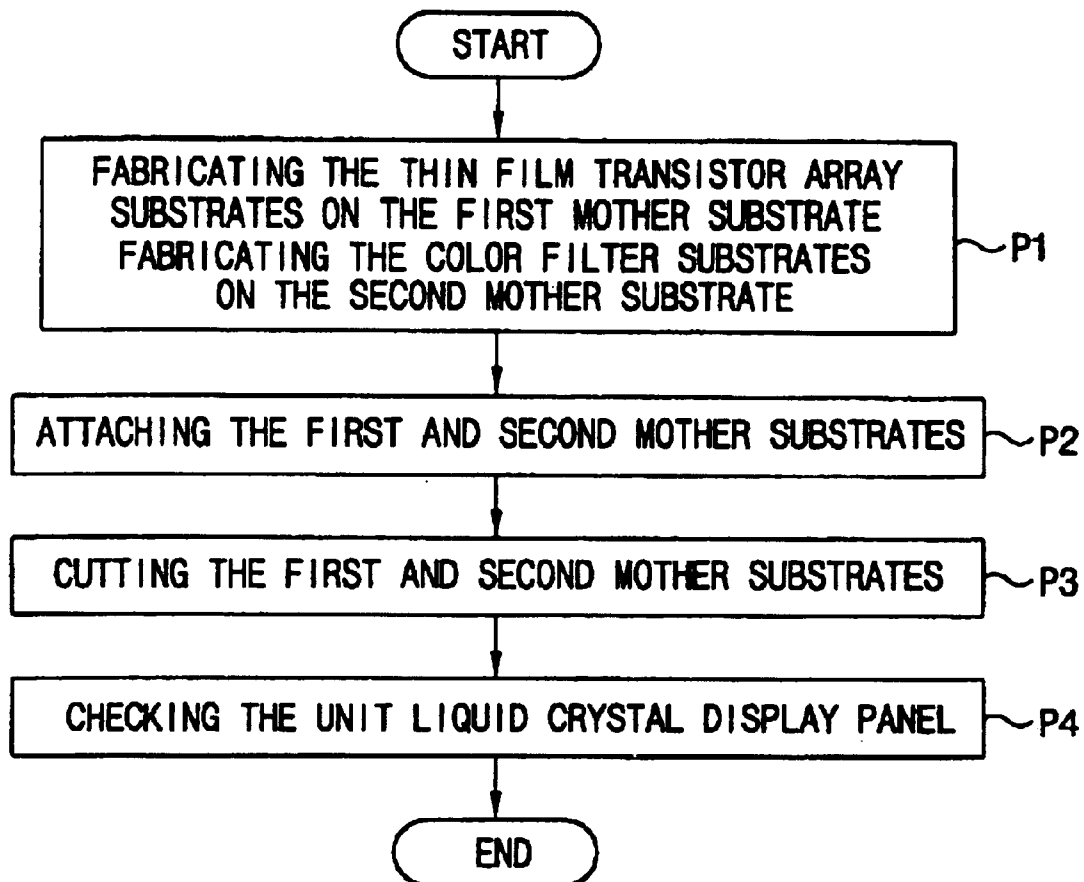 START
FABRICATING THE THIN FILM TRANSISTOR ARRAY
SUBSTRATES ON THE FIRST MOTHER SUBSTRATE
FABRICATING THE COLOR FILTER SUBSTRATES
ON THE SECOND MOTHER SUBSTRATE
P1
ATTACHING THE FIRST AND SECOND MOTHER SUBSTRATES
P2
CUTTING THE FIRST AND SECOND MOTHER SUBSTRATES
P3
CHECKING THE UNIT LIQUID CRYSTAL DISPLAY PANEL
P4
END